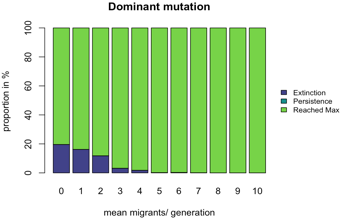 Dominant mutation
proportion in %
100
80
60
40
20
0
0 1 2 3 4 5 6 7 8 9 10
mean migrants/ generation
Extinction
Persistence
Reached Max